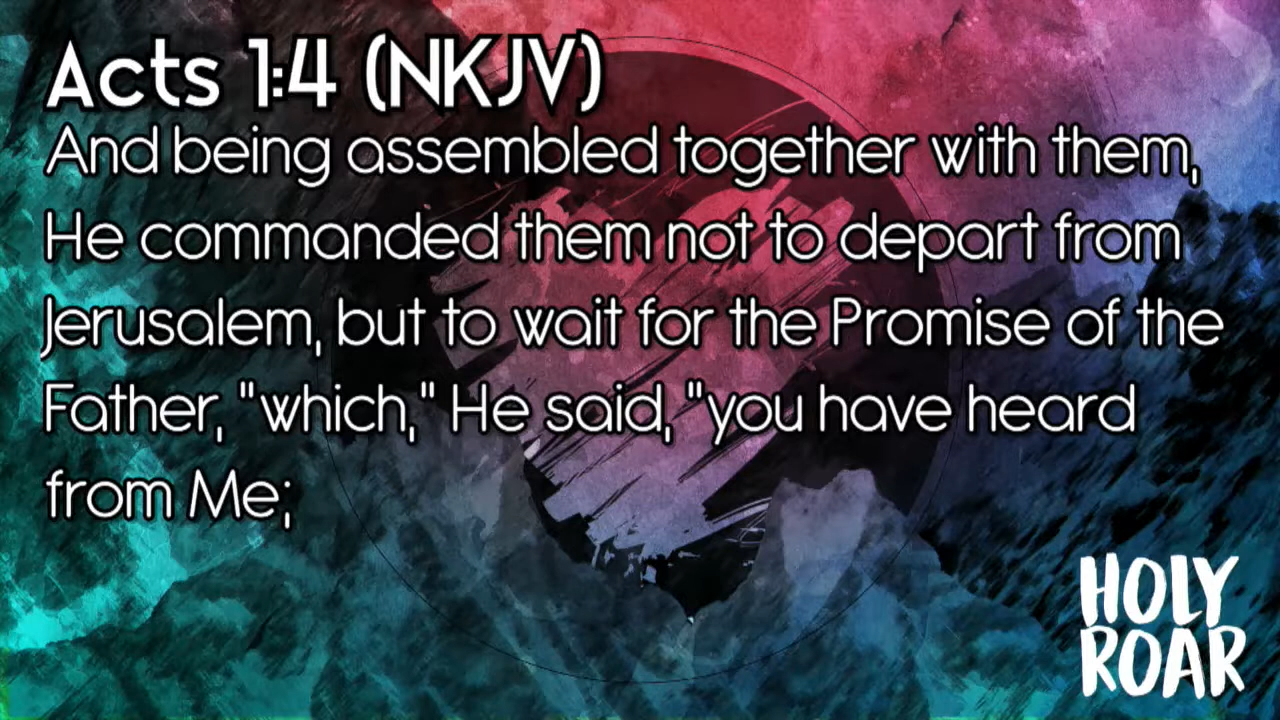 Acts 1:4 (NKJV)
And being assembled together with them,
He commanded them not to depart from
Jerusalem, but to wait for the Promise of the
Father, "which," He said, "you have heard
from Me;
HOLY
ROAR